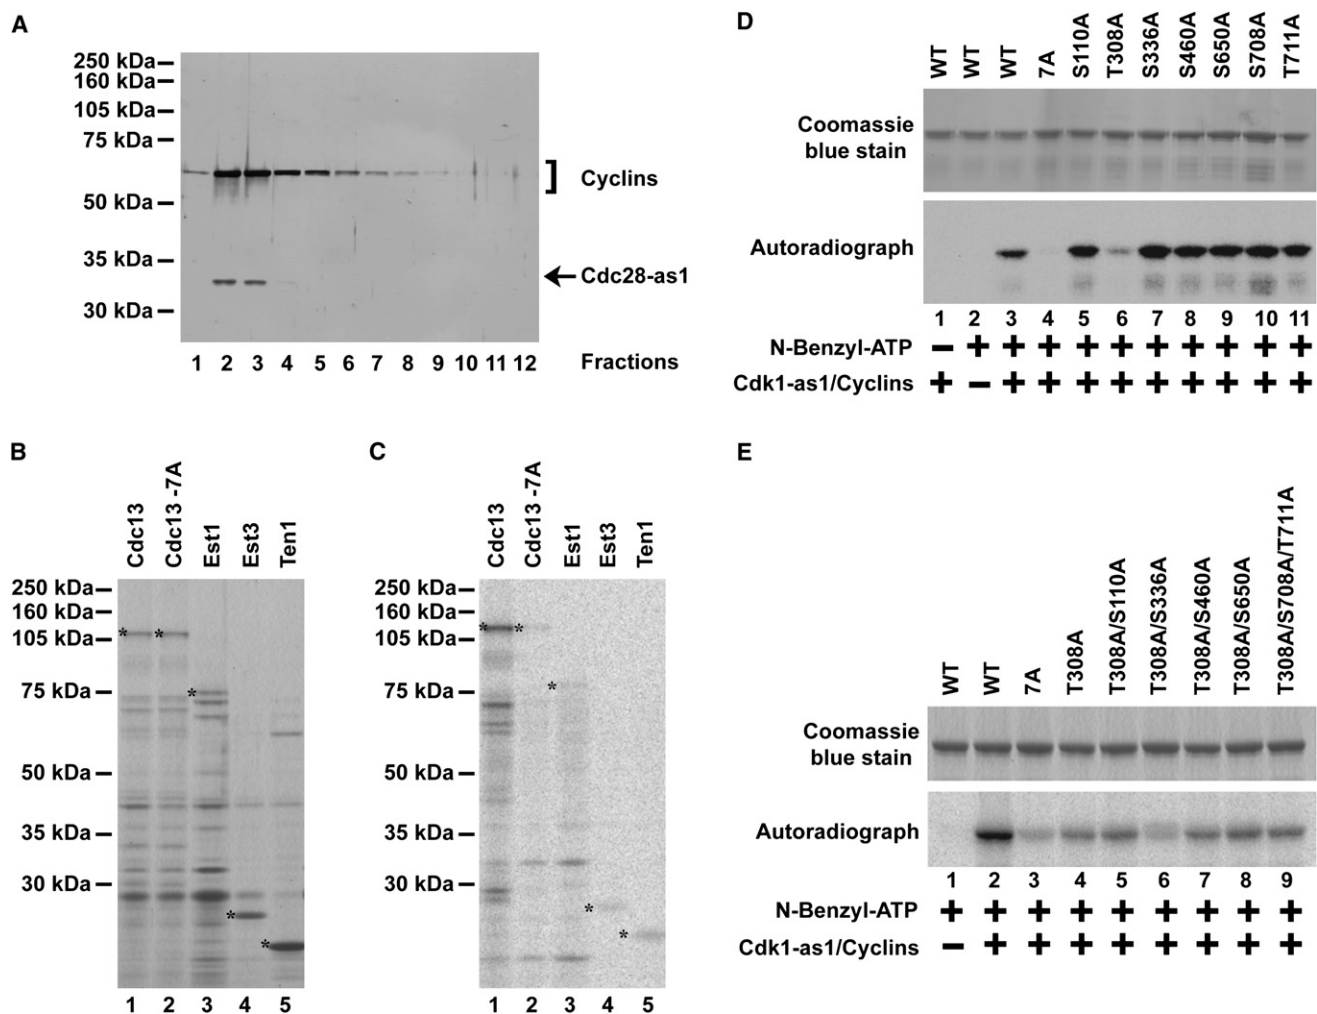 A
250 kDa
160 kDa
105 kDa
75 kDa
50 kDa
35 kDa
30 kDa
Cyclins
Cdc28-as1
1 2 3 4 5 6 7 8 9 10 11 12 Fractions
B
Cdc13
Cdc13 -7A
Est1
Est3
Ten1
250 kDa
160 kDa
105 kDa
75 kDa
50 kDa
35 kDa
30 kDa
* * * * *
1 2 3 4 5
C
Cdc13
Cdc13 -7A
Est1
Est3
Ten1
250 kDa
160 kDa
105 kDa
75 kDa
50 kDa
35 kDa
30 kDa
* * * * *
1 2 3 4 5
D
WT
WT
WT
7A
S110A
T308A
S336A
S460A
S650A
S708A
T711A
Coomassie
blue stain
Autoradiograph
1 2 3 4 5 6 7 8 9 10 11
N-Benzyl-ATP − + + + + + + + + + +
Cdk1-as1/Cyclins + − + + + + + + + + +
E
WT
WT
7A
T308A
T308A/S110A
T308A/S336A
T308A/S460A
T308A/S650A
T308A/S708A/T711A
Coomassie
blue stain
Autoradiograph
1 2 3 4 5 6 7 8 9
N-Benzyl-ATP + + + + + + + + +
Cdk1-as1/Cyclins − + + + + + + + +